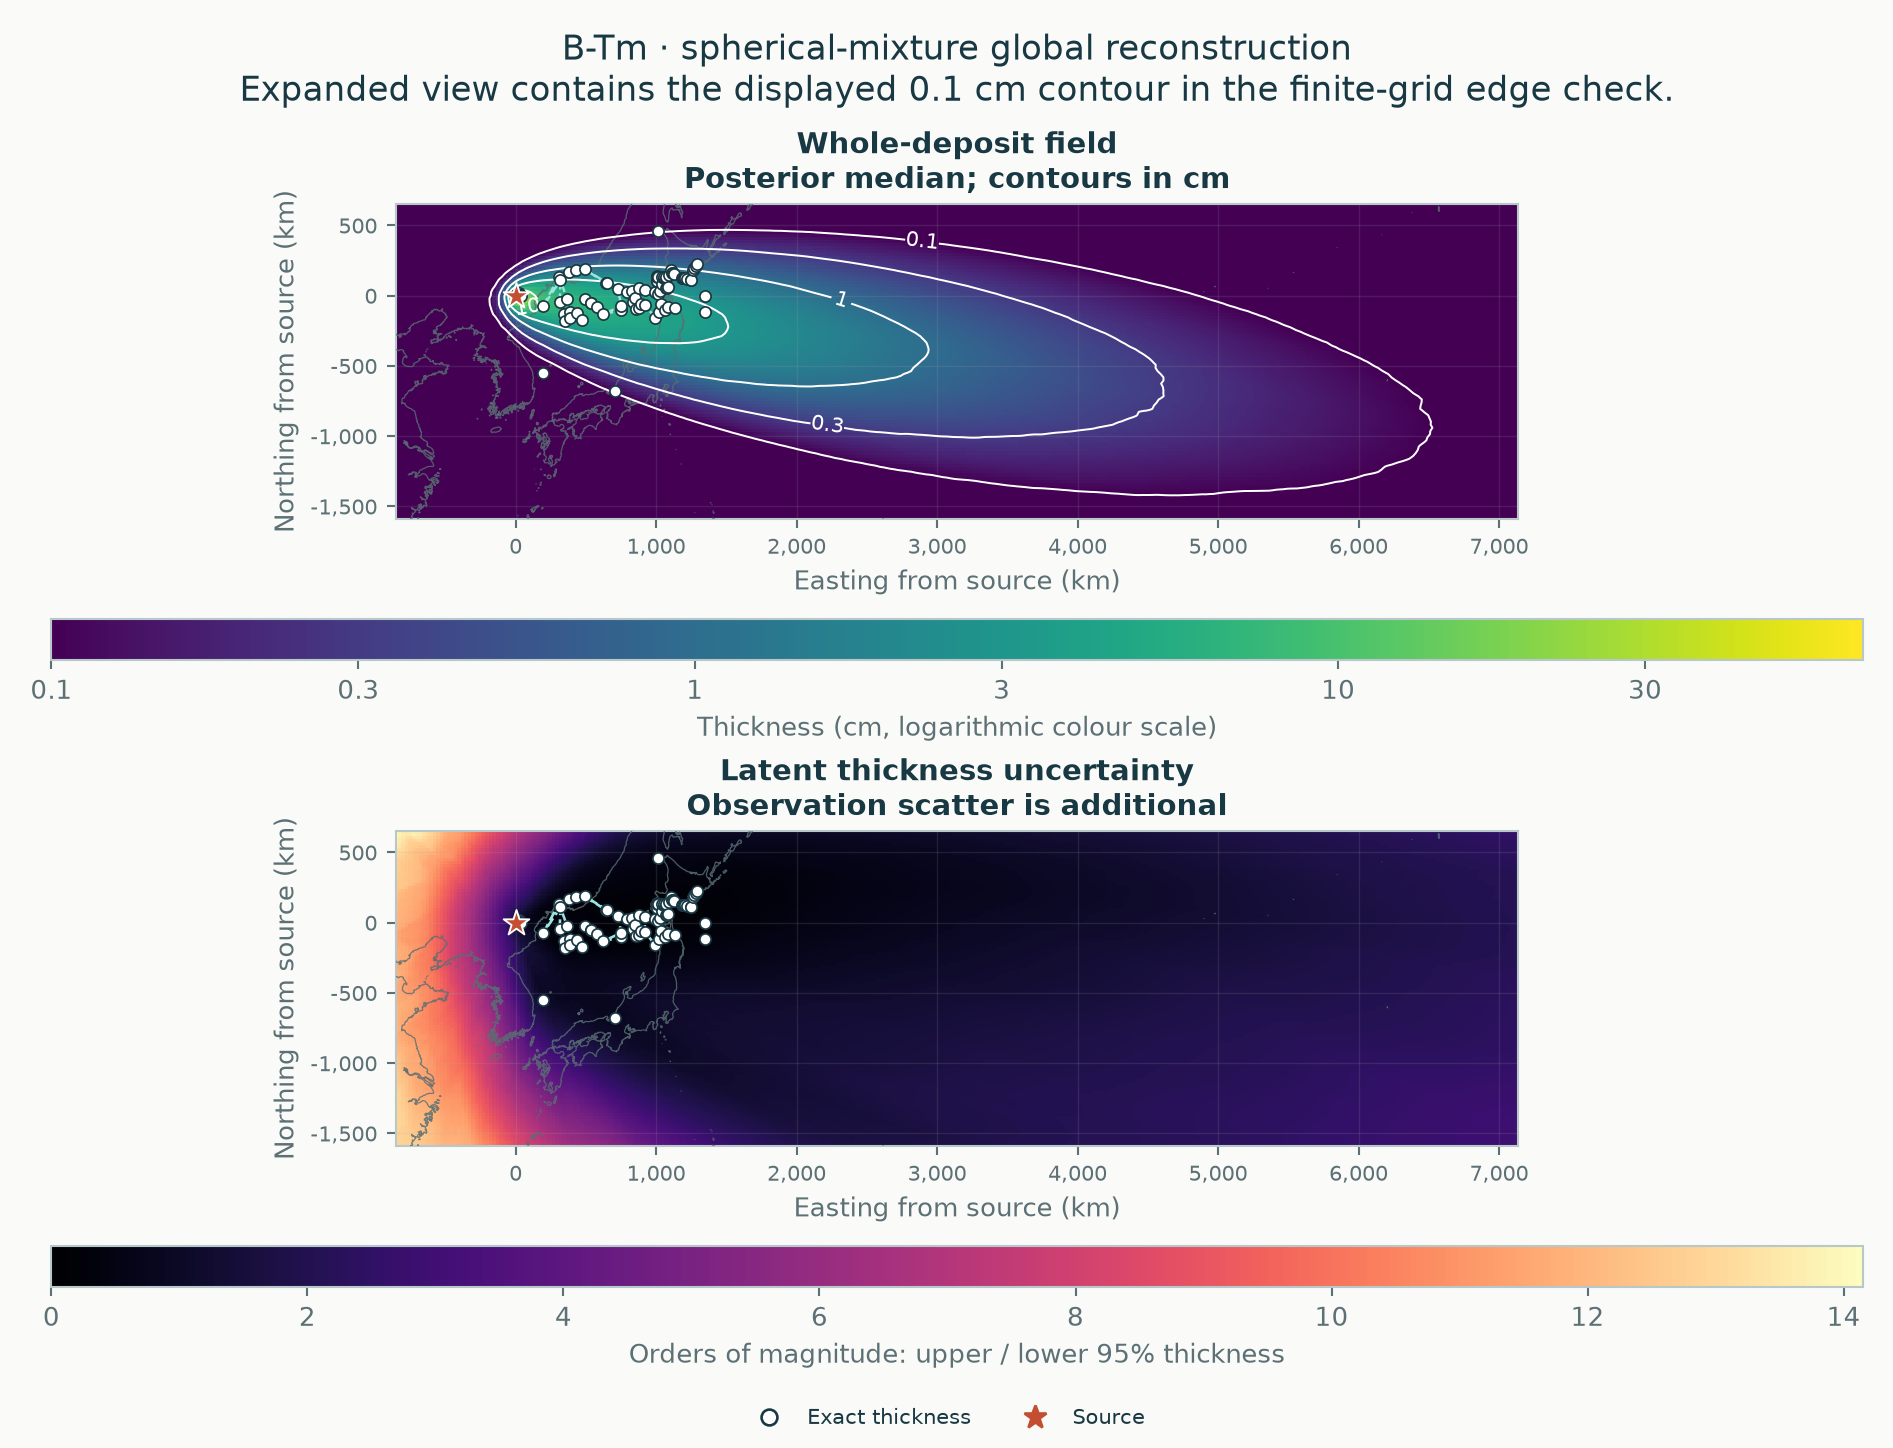 B-Tm · spherical-mixture global reconstruction
Expanded view contains the displayed 0.1 cm contour in the finite-grid edge check.
Whole-deposit field
Posterior median; contours in cm
Northing from source (km)
500
0
-500
-1,000
-1,500
0.1
1
0.3
10
0 1,000 2,000 3,000 4,000 5,000 6,000 7,000
Easting from source (km)
0.1 0.3 1 3 10 30
Thickness (cm, logarithmic colour scale)
Latent thickness uncertainty
Observation scatter is additional
Northing from source (km)
500
0
-500
-1,000
-1,500
0 1,000 2,000 3,000 4,000 5,000 6,000 7,000
Easting from source (km)
0 2 4 6 8 10 12 14
Orders of magnitude: upper / lower 95% thickness
Exact thickness Source